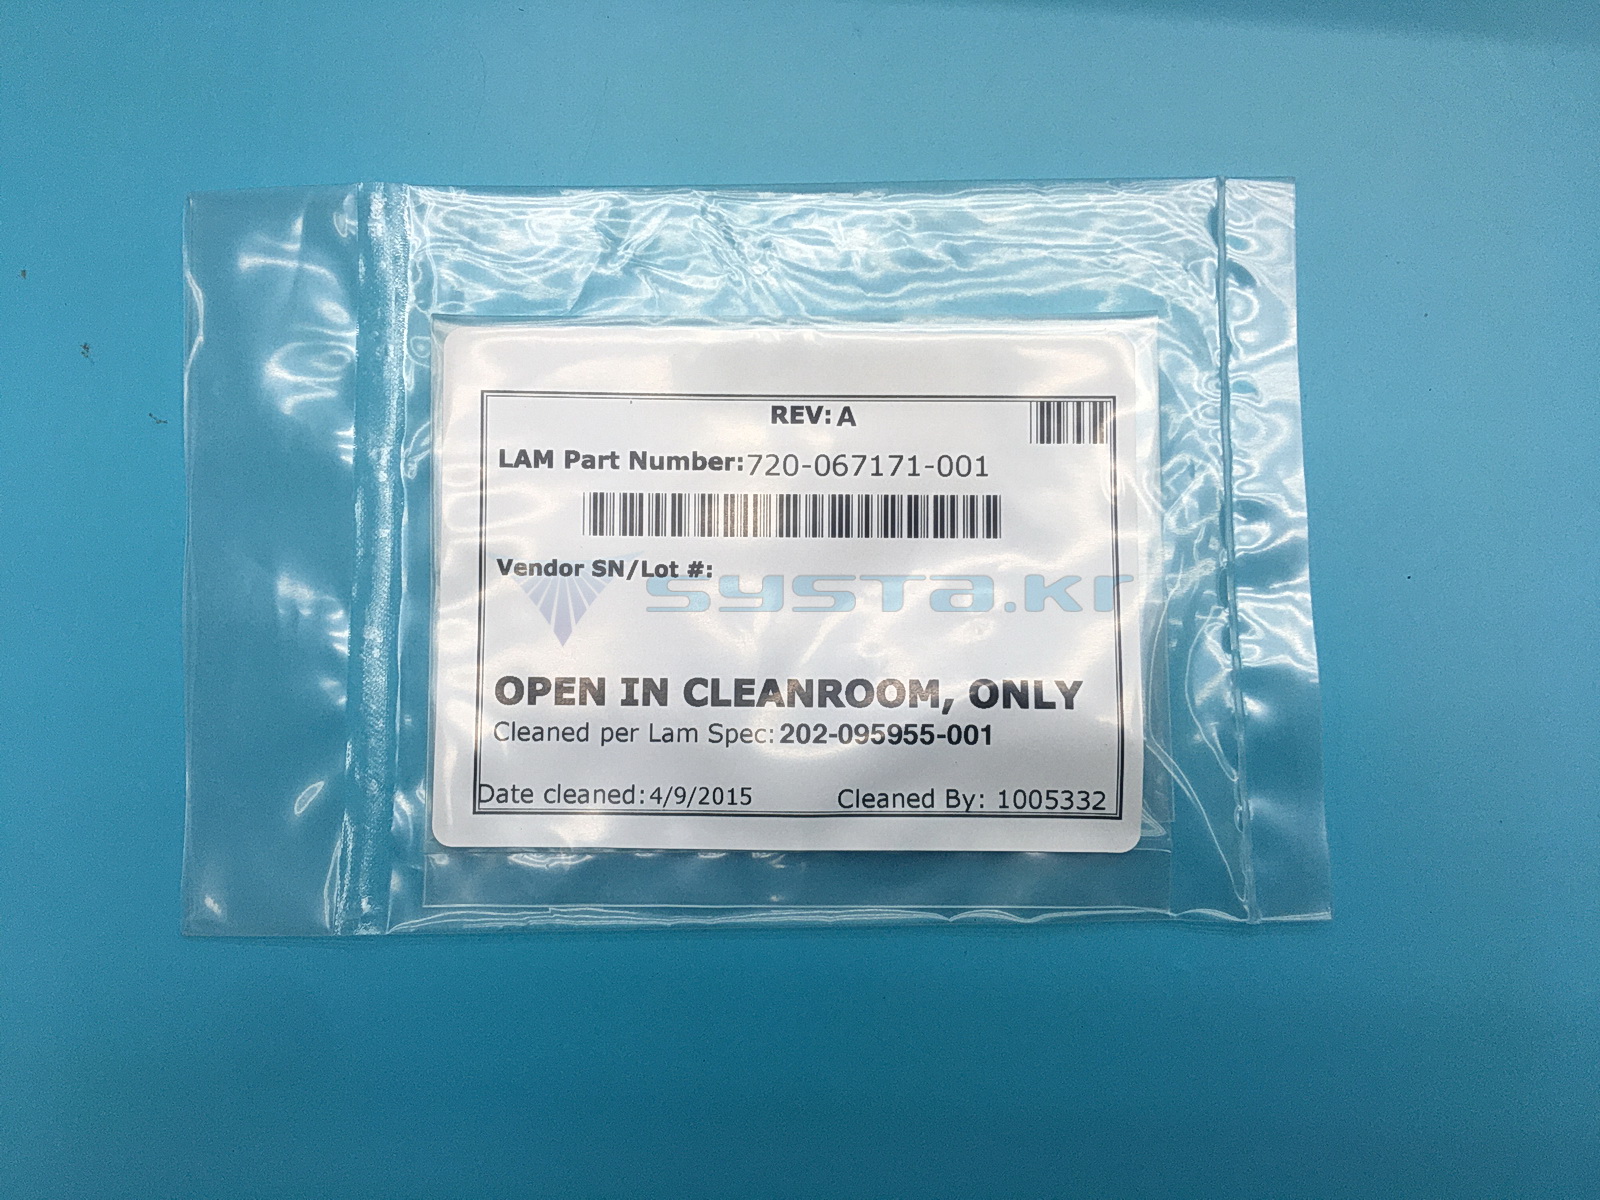 REV: A
LAM Part Number:720-067171-001
Vendor SN/Lot #:
systa.kr
OPEN IN CLEANROOM, ONLY
Cleaned per Lam Spec: 202-095955-001
Date cleaned: 4/9/2015 Cleaned By: 1005332